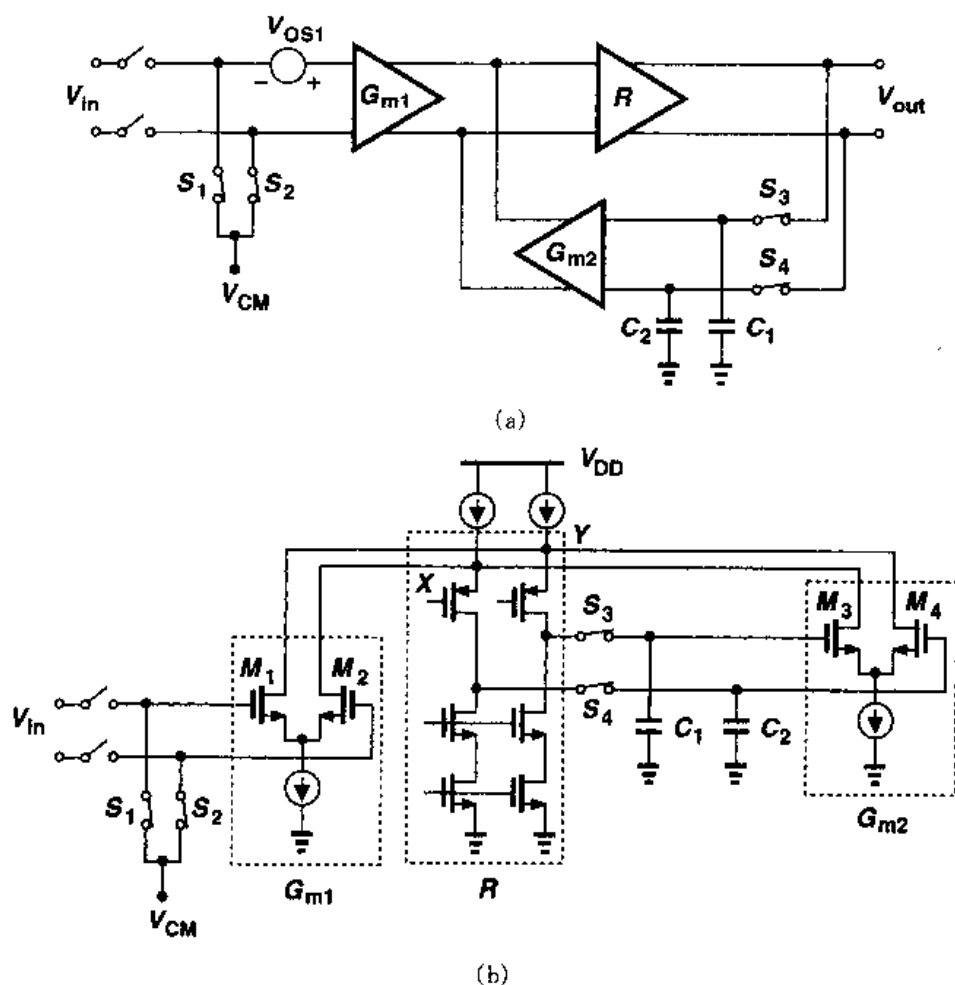 V_OS1
G_m1
R
V_in
V_out
S_1
S_2
S_3
G_m2
S_4
V_CM
C_2
C_1
(a)
V_DD
Y
X
M_3
M_4
S_3
M_1
M_2
V_in
S_4
C_1
C_2
S_1
S_2
G_m2
G_m1
R
V_CM
(b)